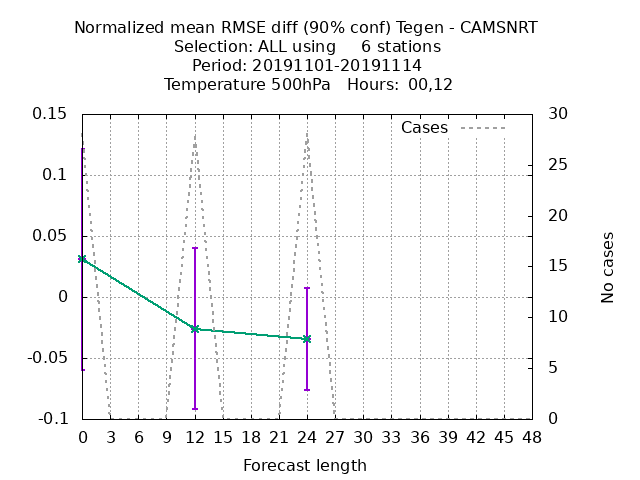 Normalized mean RMSE diff (90% conf) Tegen - CAMSNRT
Selection: ALL using     6 stations
Period: 20191101-20191114
Temperature 500hPa   Hours:  00,12
0.15
0.1
0.05
0
-0.05
-0.1
Cases
30
25
20
15
10
5
0
No cases
0 3 6 9 12 15 18 21 24 27 30 33 36 39 42 45 48
Forecast length